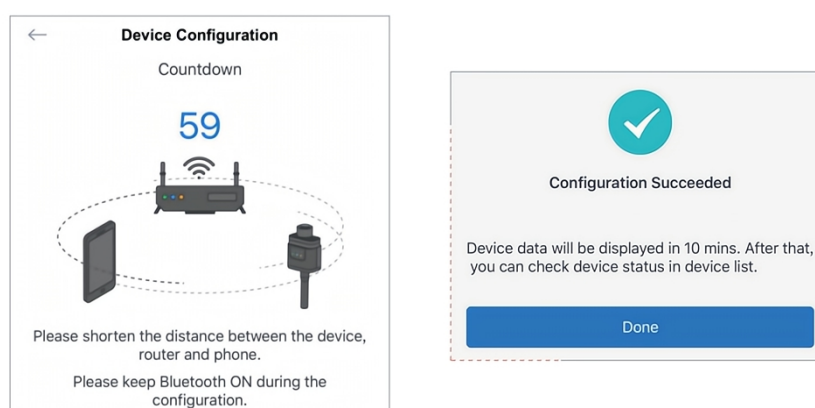 Device Configuration
Countdown
59
Please shorten the distance between the device,
router and phone.
Please keep Bluetooth ON during the
configuration.
Configuration Succeeded
Device data will be displayed in 10 mins. After that,
you can check device status in device list.
Done